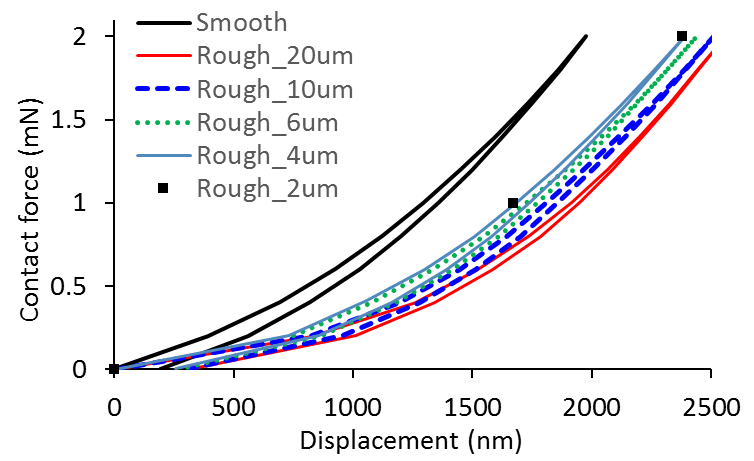 Smooth
Rough_20um
Rough_10um
Rough_6um
Rough_4um
Rough_2um
Contact force (mN)
2
1.5
1
0.5
0
0 500 1000 1500 2000 2500
Displacement (nm)